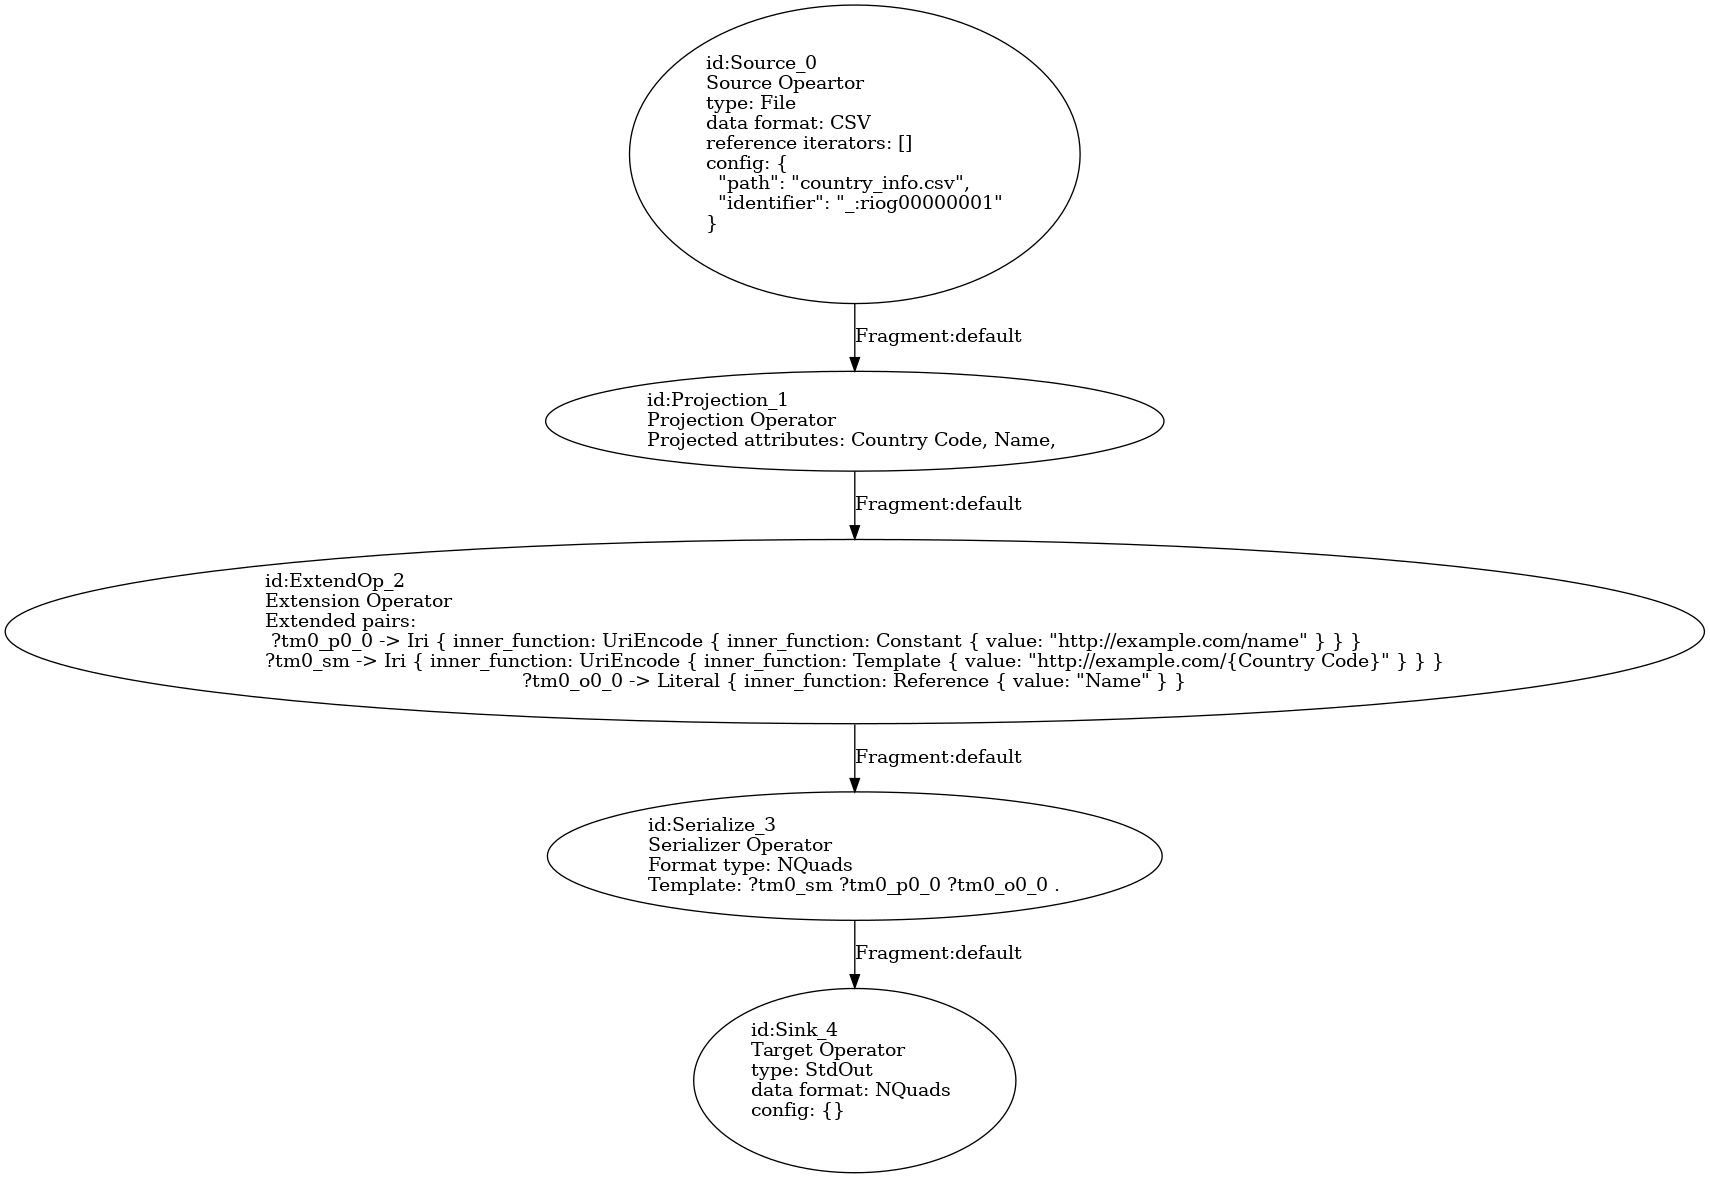 id:Source_0
Source Opeartor
type: File
data format: CSV
reference iterators: []
config: {
  "path": "country_info.csv",
  "identifier": "_:riog00000001"
}
Fragment:default
id:Projection_1
Projection Operator
Projected attributes: Country Code, Name,
Fragment:default
id:ExtendOp_2
Extension Operator
Extended pairs:
 ?tm0_p0_0 -> Iri { inner_function: UriEncode { inner_function: Constant { value: "http://example.com/name" } } }
?tm0_sm -> Iri { inner_function: UriEncode { inner_function: Template { value: "http://example.com/{Country Code}" } } }
?tm0_o0_0 -> Literal { inner_function: Reference { value: "Name" } }
Fragment:default
id:Serialize_3
Serializer Operator
Format type: NQuads
Template: ?tm0_sm ?tm0_p0_0 ?tm0_o0_0 .
Fragment:default
id:Sink_4
Target Operator
type: StdOut
data format: NQuads
config: {}